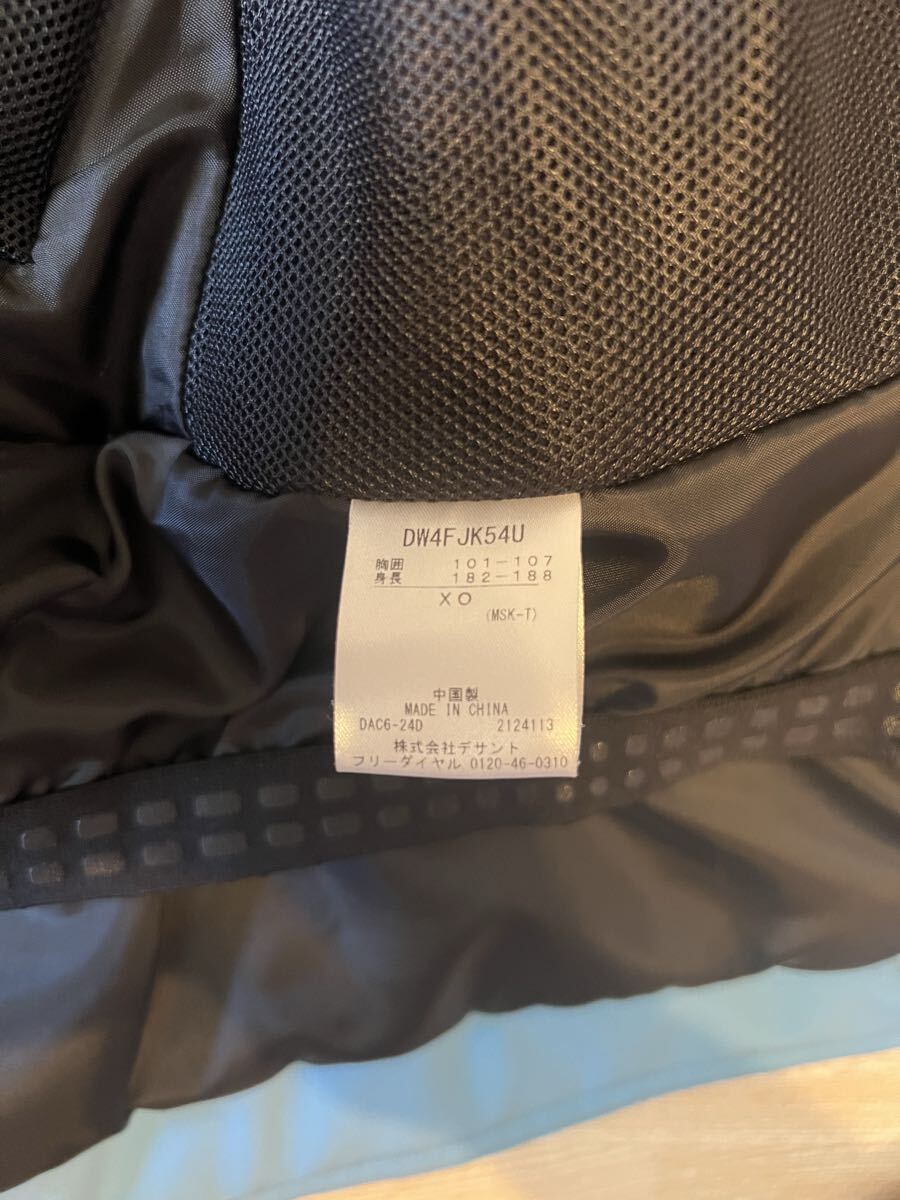 DW4FJK54U
胸囲 101-107
身長 182-188
XO
(MSK-T)
中国製
MADE IN CHINA
DAC6-24D 2124113
株式会社デサント
フリーダイヤル 0120-46-0310